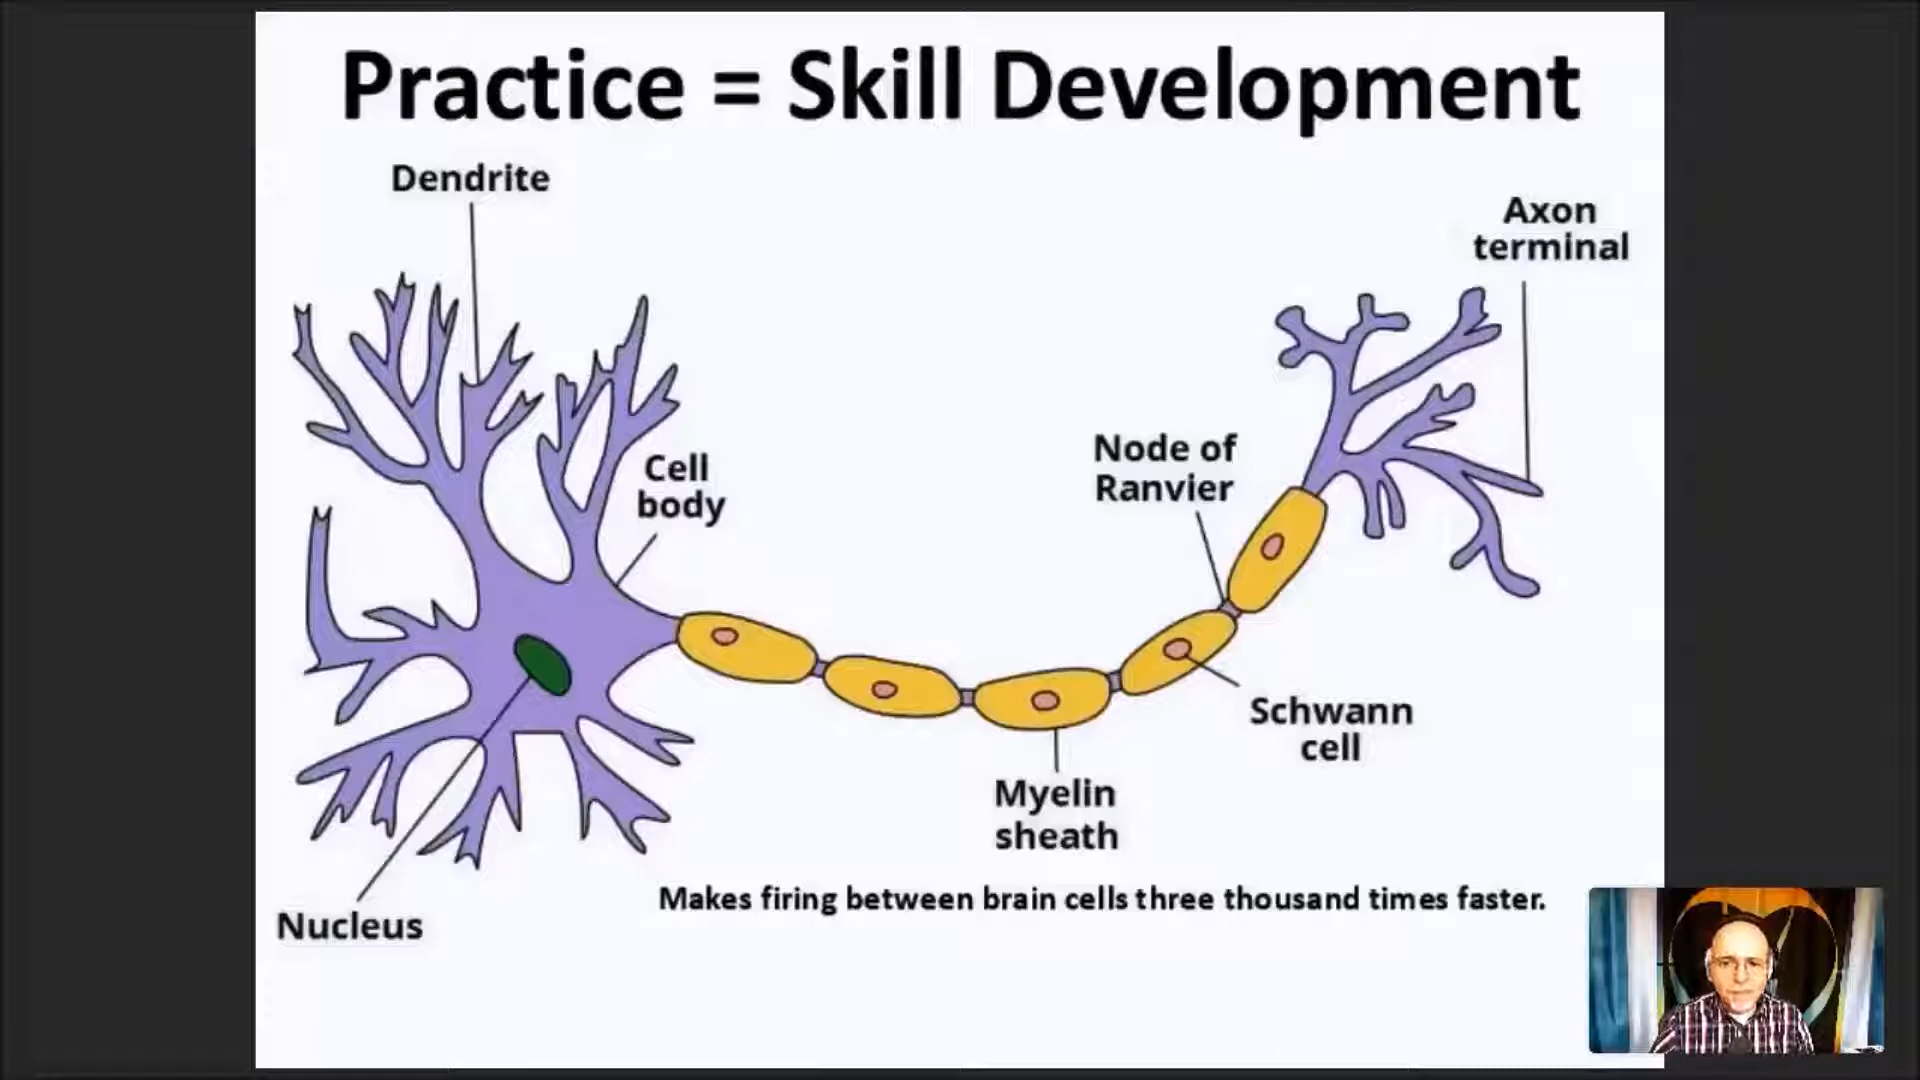 Practice = Skill Development
Dendrite
Axon
terminal
Cell
body
Node of
Ranvier
Schwann
cell
Myelin
sheath
Makes firing between brain cells three thousand times faster.
Nucleus